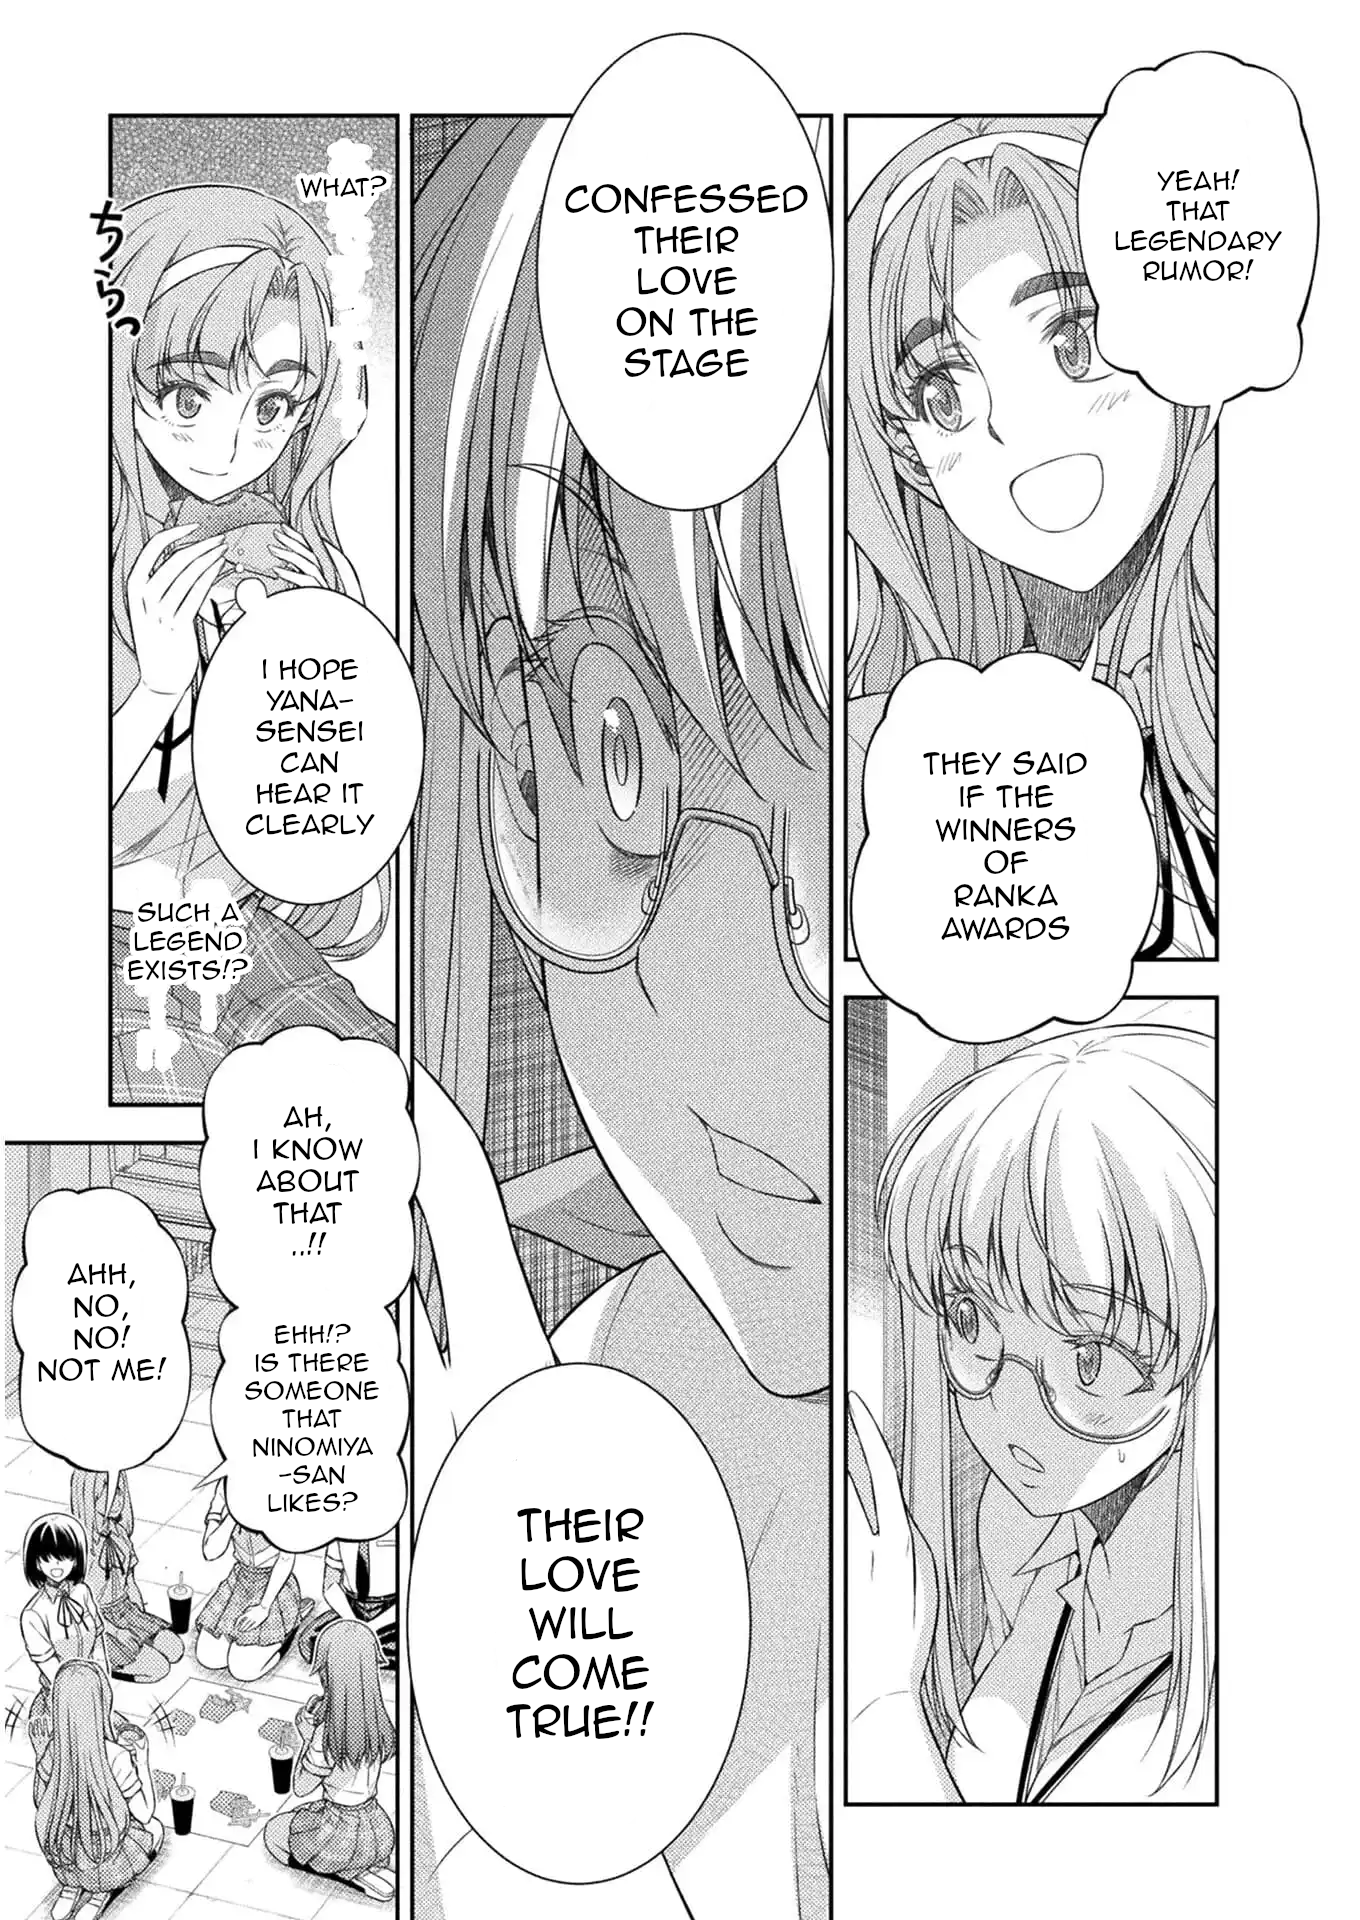 YEAH!
THAT
LEGENDARY
RUMOR!
THEY SAID
IF THE
WINNERS
OF
RANKA
AWARDS
CONFESSED
THEIR
LOVE
ON THE
STAGE
THEIR
LOVE
WILL
COME
TRUE!!
WHAT?
ちらっ
I HOPE
YANA-
SENSEI
CAN
HEAR IT
CLEARLY
SUCH A
LEGEND
EXISTS!?
AH,
I KNOW
ABOUT
THAT
..!!
EHH!?
IS THERE
SOMEONE
THAT
NINOMIYA
-SAN
LIKES?
AHH,
NO,
NO!
NOT ME!